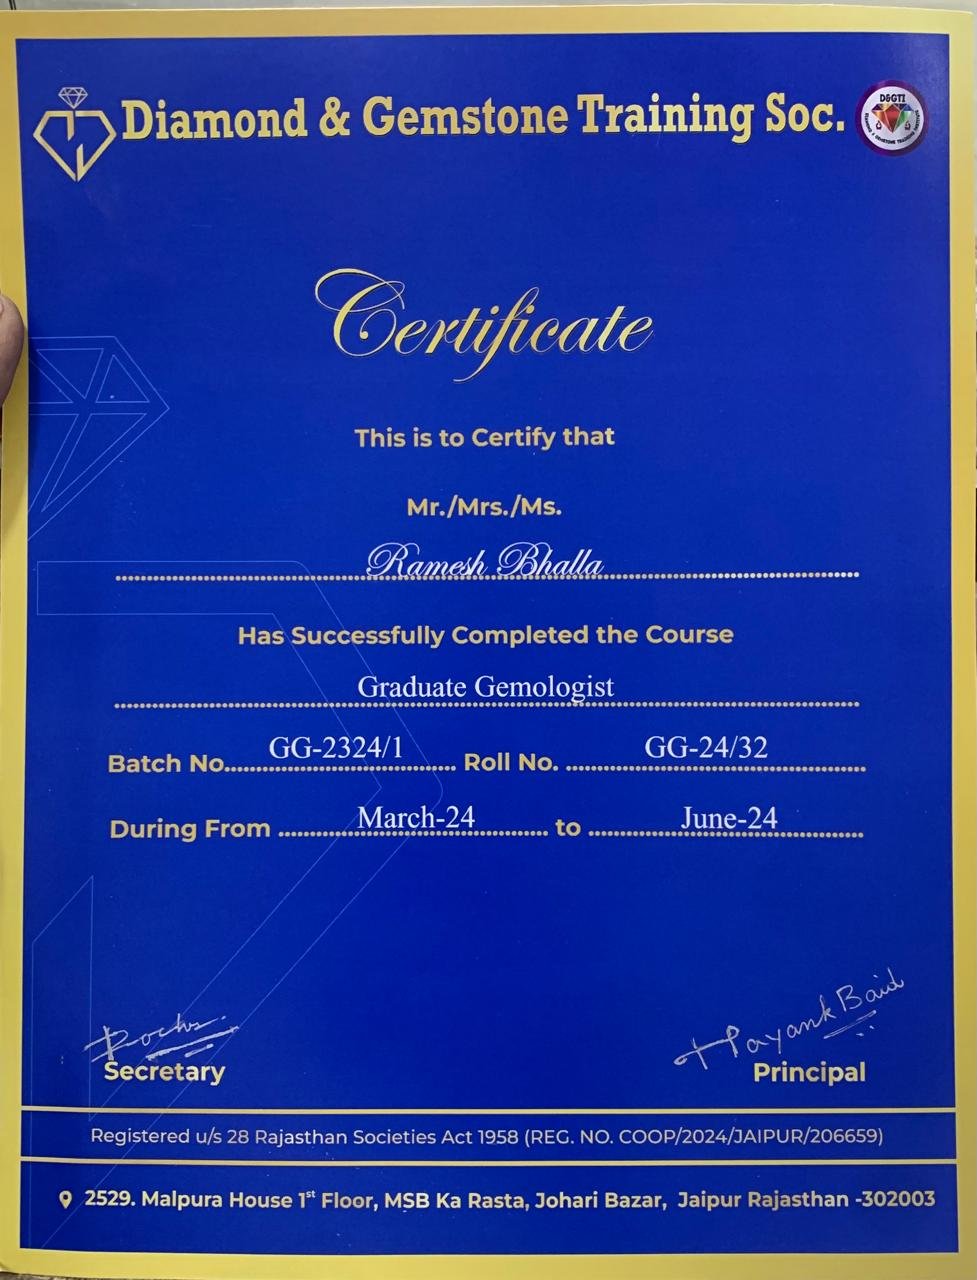 Diamond & Gemstone Training Soc.
D&GTI
Certificate
This is to Certify that
Mr./Mrs./Ms.
Ramesh Bhalla
Has Successfully Completed the Course
Graduate Gemologist
Batch No. GG-2324/1 Roll No. GG-24/32
During From March-24 to June-24
Mayank Baid
Secretary Principal
Registered u/s 28 Rajasthan Societies Act 1958 (REG. NO. COOP/2024/JAIPUR/206659)
2529. Malpura House 1st Floor, MSB Ka Rasta, Johari Bazar, Jaipur Rajasthan -302003